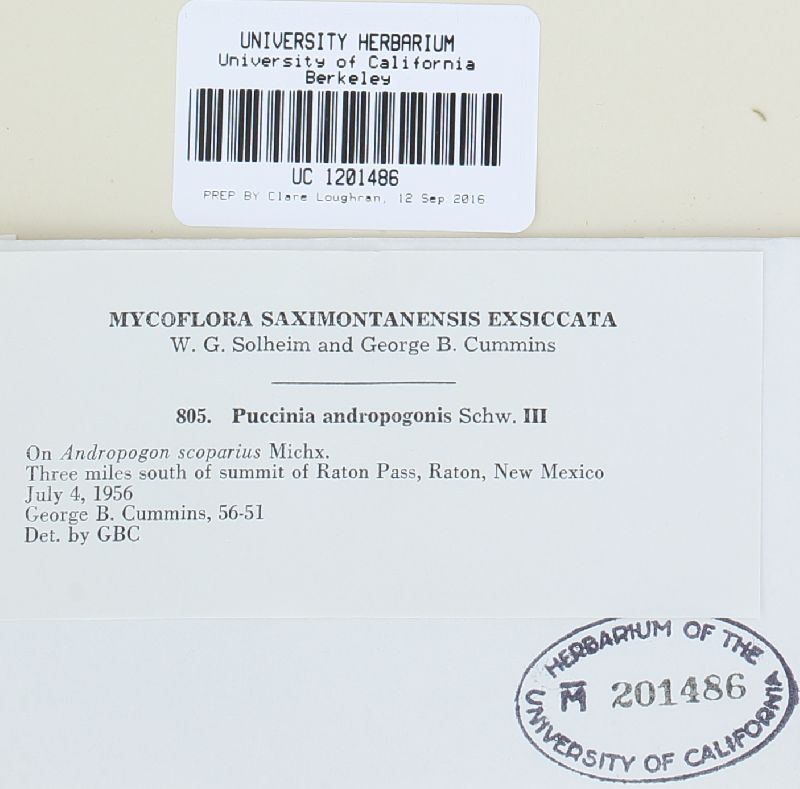 UNIVERSITY HERBARIUM
University of California
Berkeley
UC 1201486
PREP BY Clare Loughran, 12 Sep 2016
MYCOFLORA SAXIMONTANENSIS EXSICCATA
W. G. Solheim and George B. Cummins
805. Puccinia andropogonis Schw. III
On Andropogon scoparius Michx.
Three miles south of summit of Raton Pass, Raton, New Mexico
July 4, 1956
George B. Cummins, 56-51
Det. by GBC
HERBARIUM OF THE
M 201486
UNIVERSITY OF CALIFORNIA